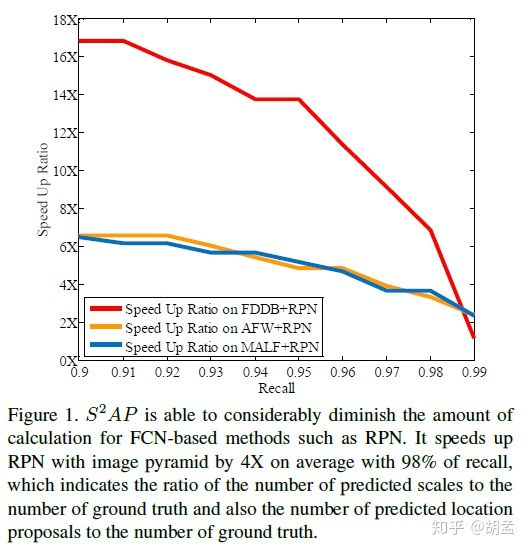 18X
16X
14X
12X
10X
8X
6X
4X
2X
0X
Speed Up Ratio
Speed Up Ratio on FDDB+RPN
Speed Up Ratio on AFW+RPN
Speed Up Ratio on MALF+RPN
0.9 0.91 0.92 0.93 0.94 0.95 0.96 0.97 0.98 0.99
Recall
Figure 1. S²AP is able to considerably diminish the amount of
calculation for FCN-based methods such as RPN. It speeds up
RPN with image pyramid by 4X on average with 98% of recall,
which indicates the ratio of the number of predicted scales to the
number of ground truth and also the number of predicted location
proposals to the number of ground truth.
知乎 @胡孟